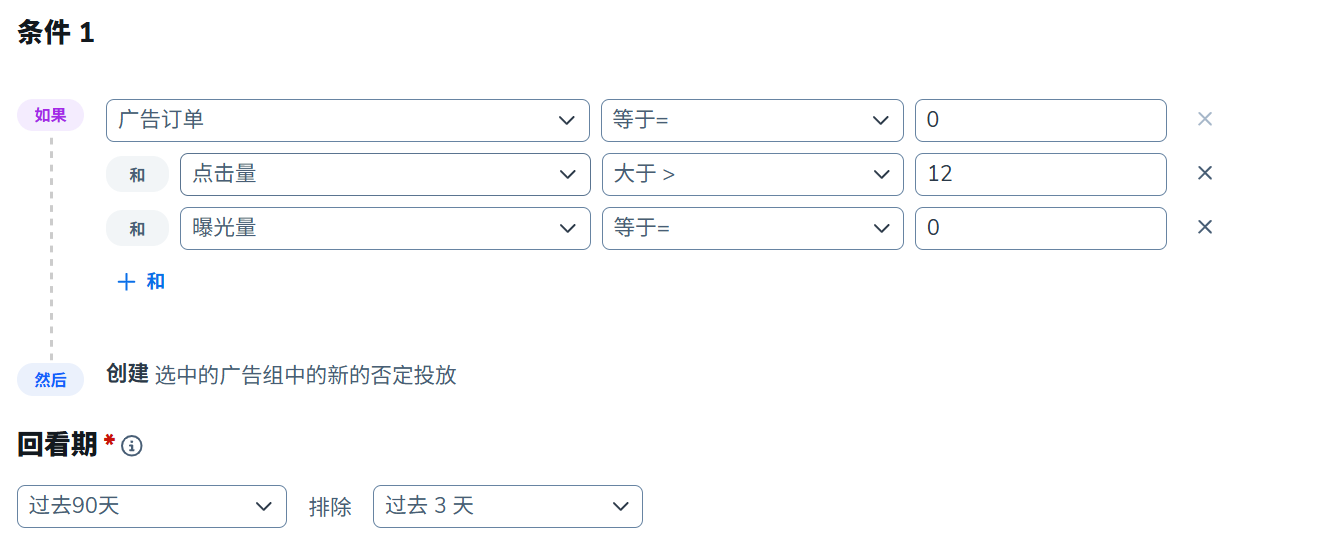 条件 1
如果 广告订单 等于= 0
和 点击量 大于 > 12
和 曝光量 等于= 0
和
然后 创建 选中的广告组中的新的否定投放
回看期 *
过去90天 排除 过去 3 天